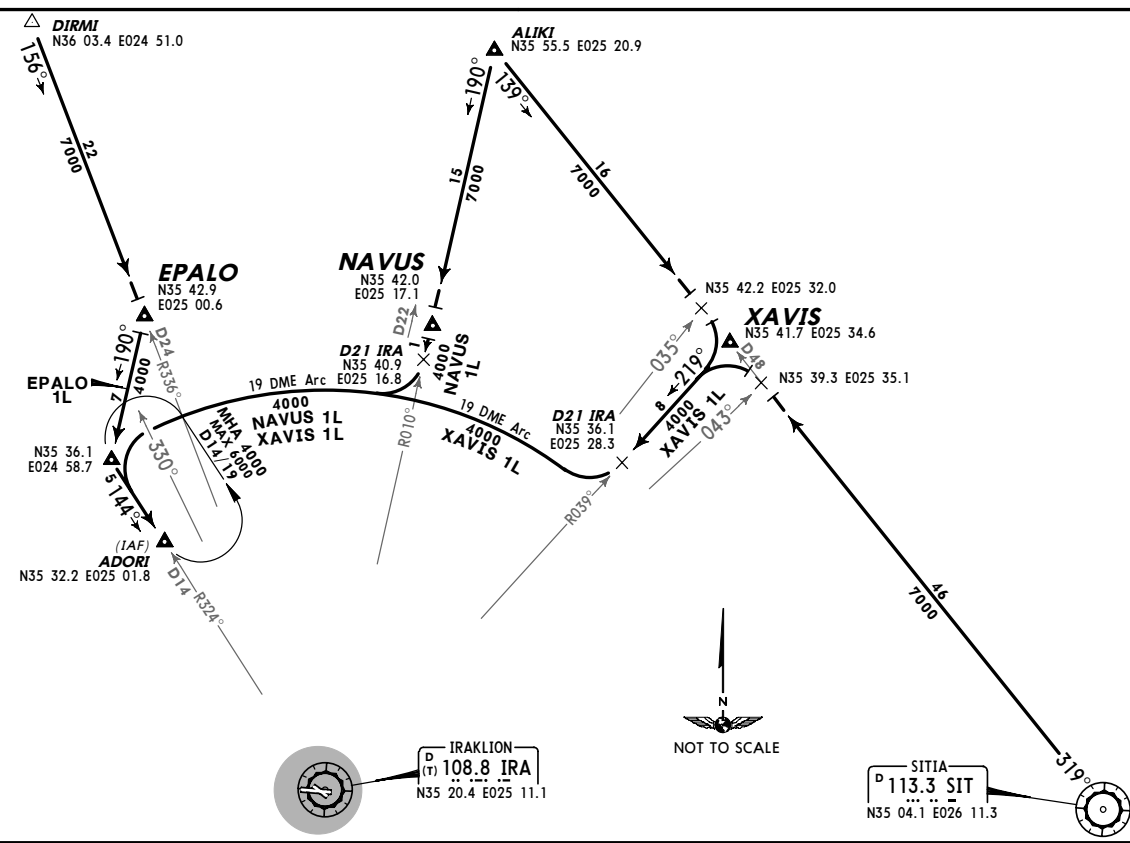 DIRMI
N36 03.4 E024 51.0
156°
22
7000
ALIKI
N35 55.5 E025 20.9
190°
139°
15
7000
16
7000
EPALO
N35 42.9
E025 00.6
NAVUS
N35 42.0
E025 17.1
D22
1
4000
NAVUS
1L
D21 IRA
N35 40.9
E025 16.8
R010°
N35 42.2 E025 32.0
XAVIS
N35 41.7 E025 34.6
D48
N35 39.3 E025 35.1
035°
219°
8
4000
XAVIS 1L
043°
D21 IRA
N35 36.1
E025 28.3
R039°
190°
4000
7
EPALO
1L
D24
R336°
19 DME Arc
4000
NAVUS 1L
XAVIS 1L
19 DME Arc
4000
XAVIS 1L
MHA 4000
MAX 6000
D14/19
330°
N35 36.1
E024 58.7
5
144°
(IAF)
ADORI
N35 32.2 E025 01.8
D14
R324°
46
7000
319°
N
NOT TO SCALE
IRAKLION
D
(T) 108.8 IRA
N35 20.4 E025 11.1
SITIA
D 113.3 SIT
N35 04.1 E026 11.3